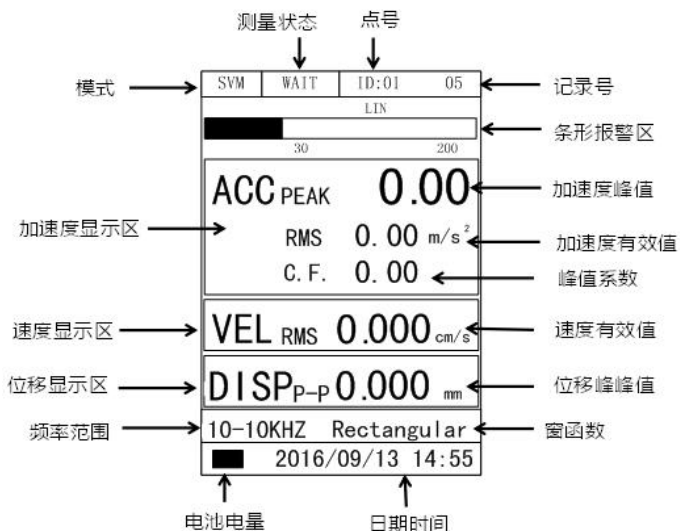 测量状态 点号
模式 SVM WAIT ID:01 05 记录号
LIN
条形报警区
30 200
ACC PEAK 0.00 加速度峰值
加速度显示区
RMS 0.00 m/s² 加速度有效值
C.F. 0.00 峰值系数
速度显示区 VEL RMS 0.000 cm/s 速度有效值
位移显示区 DISP P-P 0.000 mm 位移峰峰值
频率范围 10-10KHZ Rectangular 窗函数
2016/09/13 14:55
电池电量 日期时间